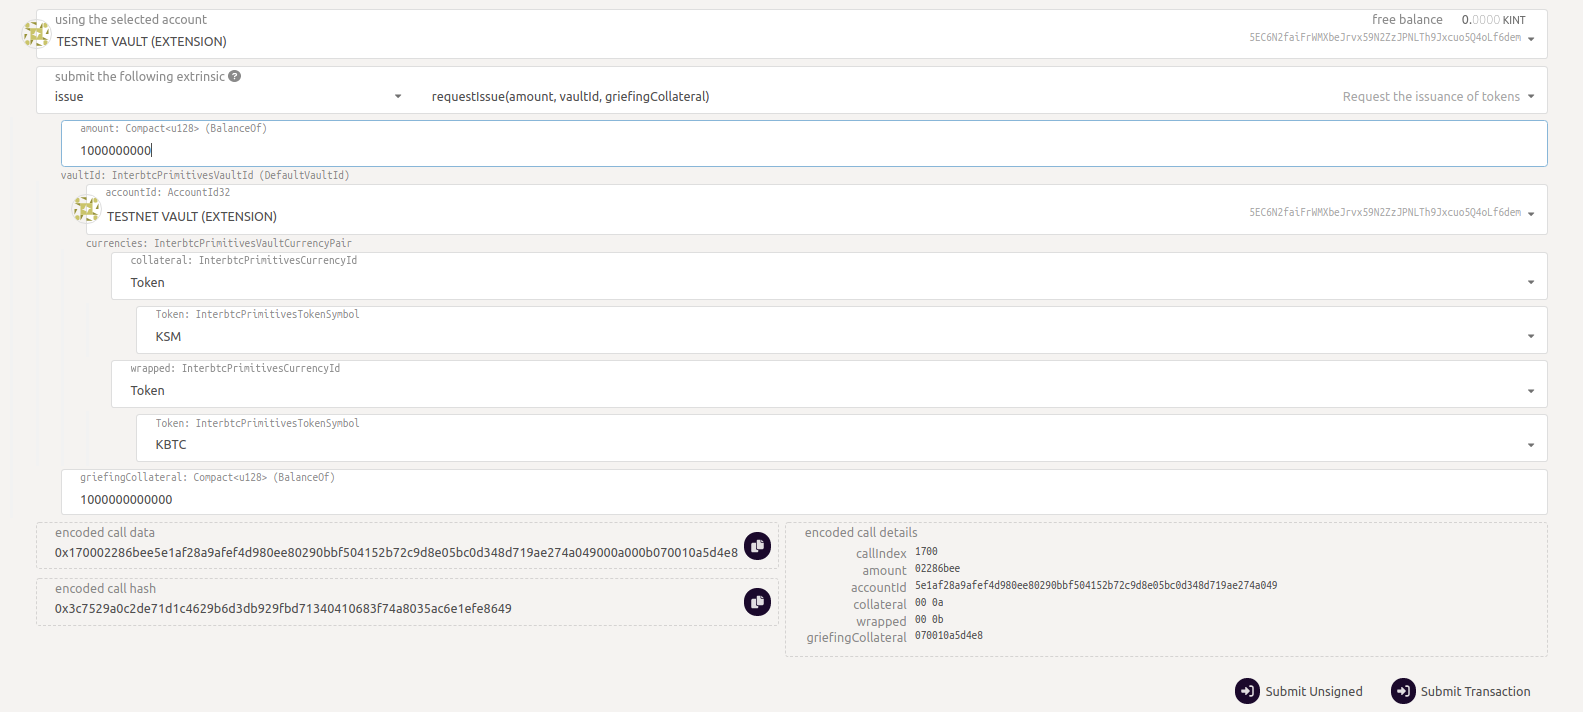 using the selected account
free balance 0.0000 KINT
TESTNET VAULT (EXTENSION)
5EC6N2faiFrWMXbeJrvx59N2ZzJPNLTh9Jxcuo5Q4oLf6dem
submit the following extrinsic ?
issue
requestIssue(amount, vaultId, griefingCollateral)
Request the issuance of tokens
amount: Compact<u128> (BalanceOf)
1000000000
vaultId: InterbtcPrimitivesVaultId (DefaultVaultId)
accountId: AccountId32
TESTNET VAULT (EXTENSION)
5EC6N2faiFrWMXbeJrvx59N2ZzJPNLTh9Jxcuo5Q4oLf6dem
currencies: InterbtcPrimitivesVaultCurrencyPair
collateral: InterbtcPrimitivesCurrencyId
Token
Token: InterbtcPrimitivesTokenSymbol
KSM
wrapped: InterbtcPrimitivesCurrencyId
Token
Token: InterbtcPrimitivesTokenSymbol
KBTC
griefingCollateral: Compact<u128> (BalanceOf)
1000000000000
encoded call data
0x170002286bee5e1af28a9afef4d980ee80290bbf504152b72c9d8e05bc0d348d719ae274a049000a000b070010a5d4e8
encoded call hash
0x3c7529a0c2de71d1c4629b6d3db929fbd71340410683f74a8035ac6e1efe8649
encoded call details
callIndex 1700
amount 02286bee
accountId 5e1af28a9afef4d980ee80290bbf504152b72c9d8e05bc0d348d719ae274a049
collateral 00 0a
wrapped 00 0b
griefingCollateral 070010a5d4e8
Submit Unsigned
Submit Transaction